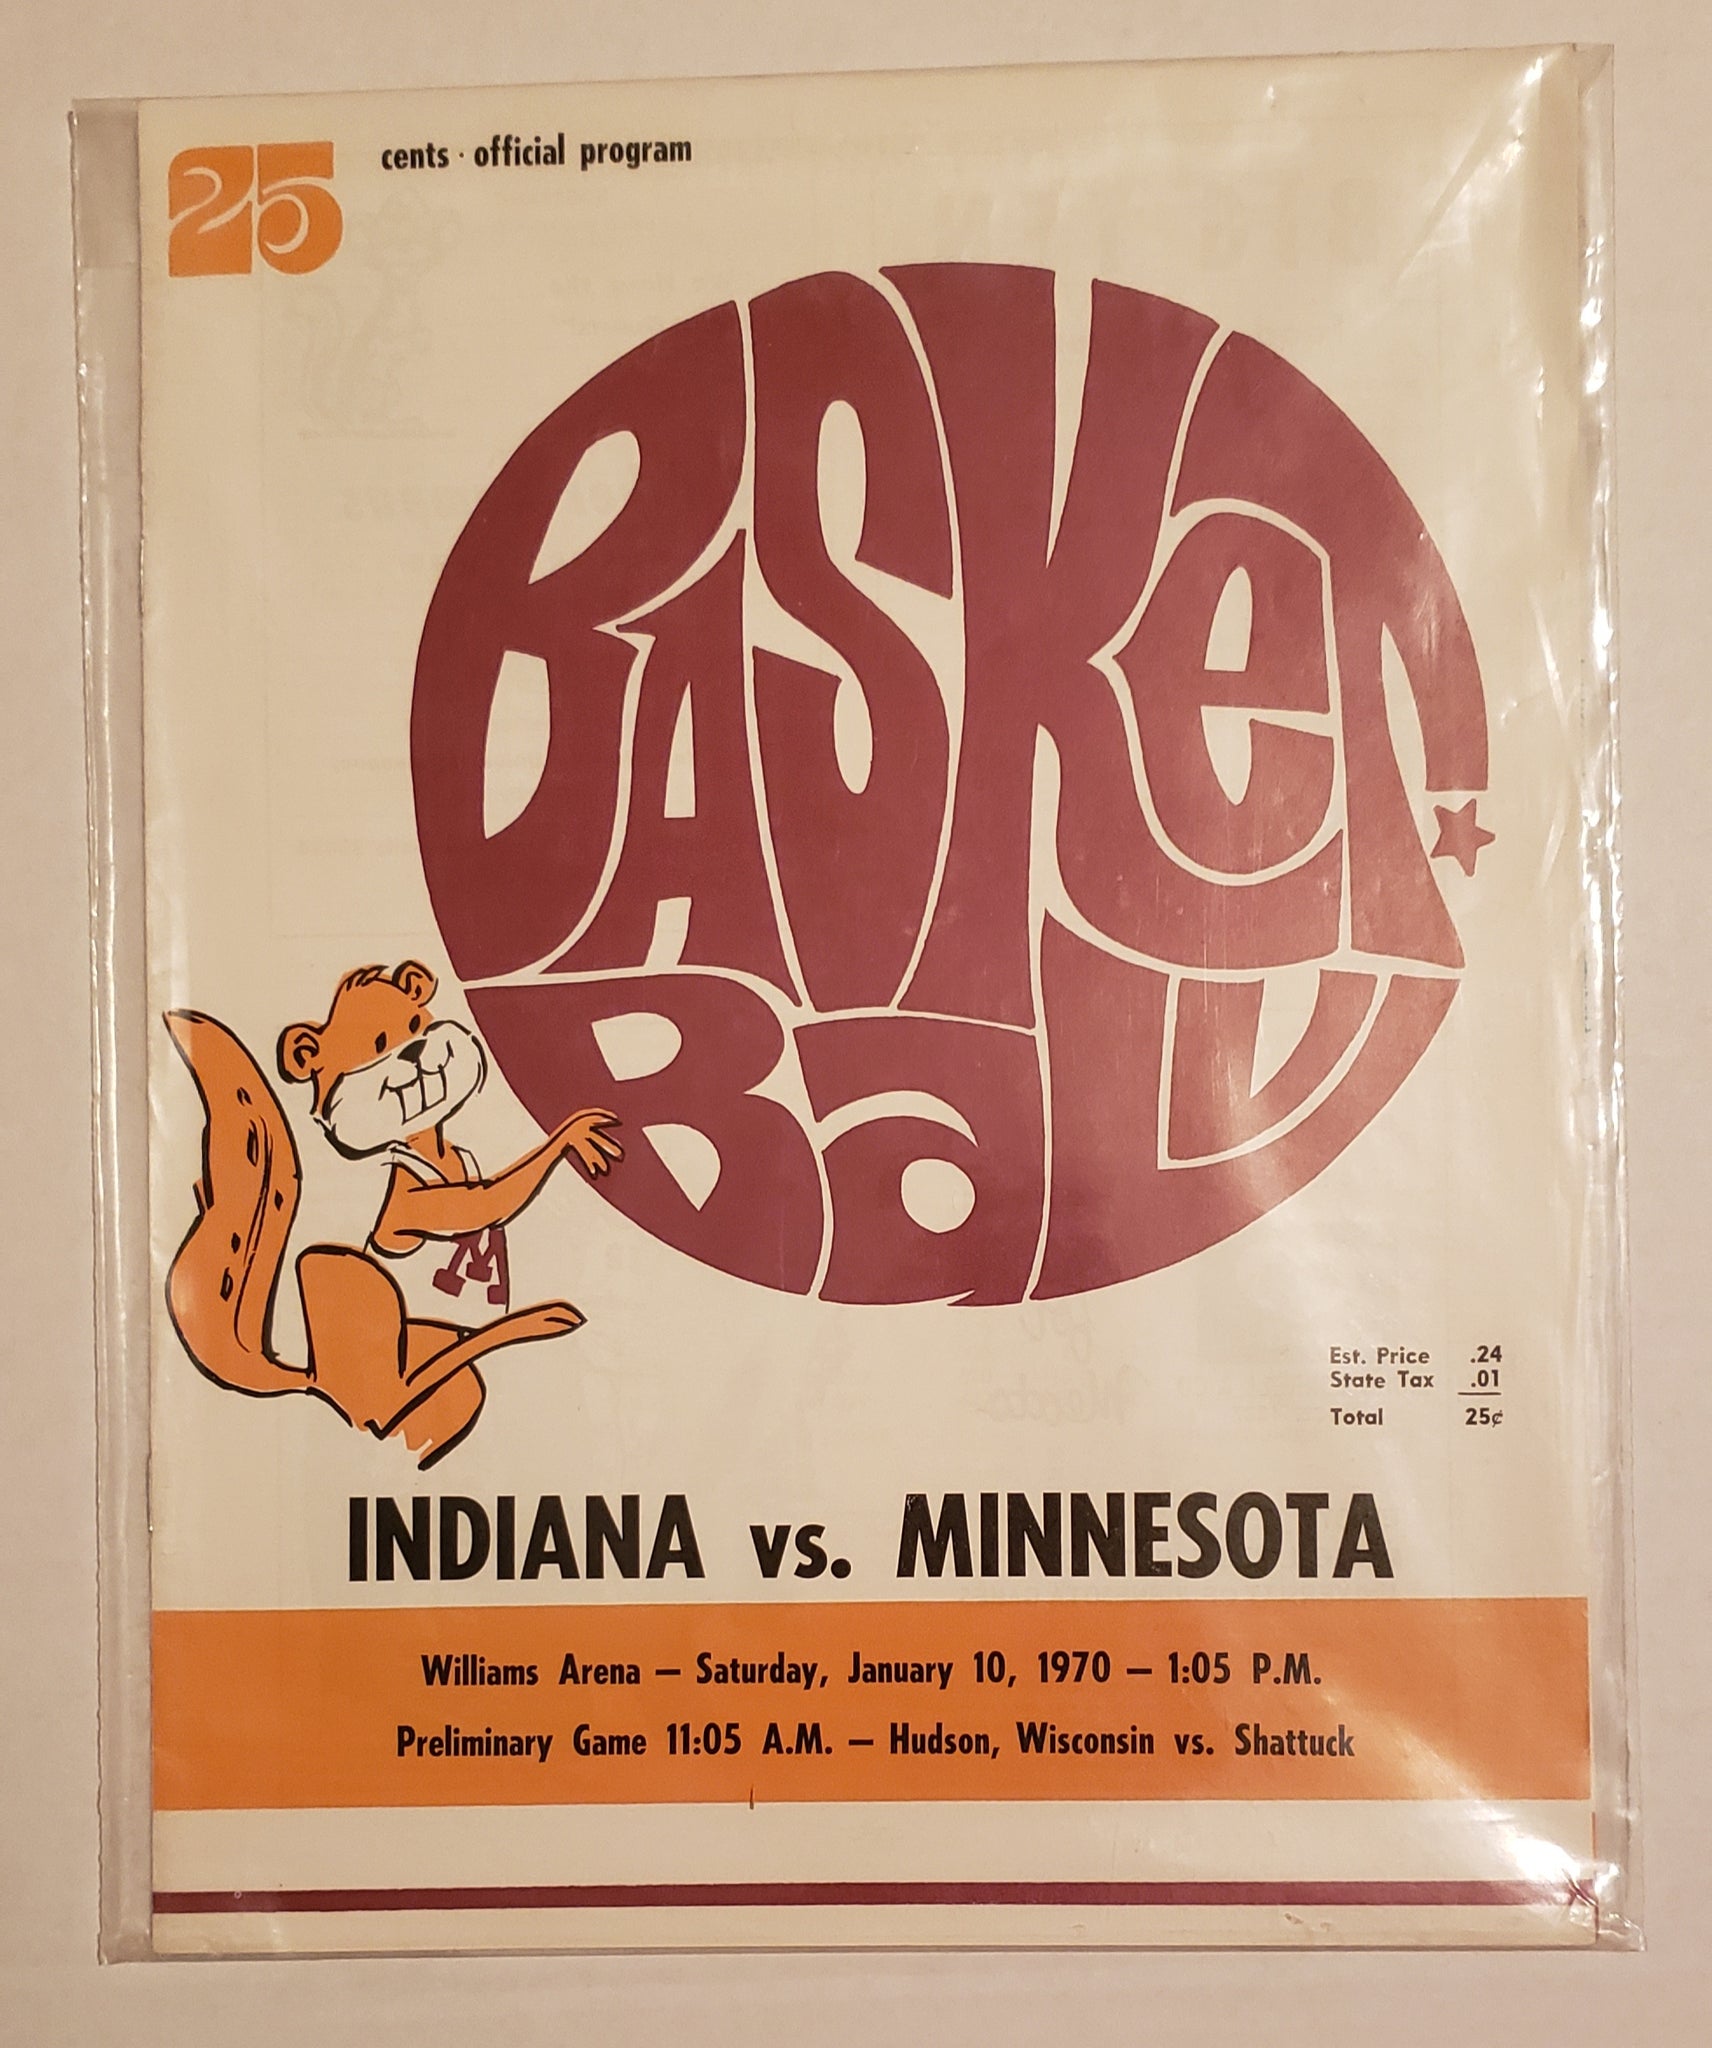 25 cents · official program
BASKET
BALL
M
Est. Price .24
State Tax .01
Total 25¢
INDIANA vs. MINNESOTA
Williams Arena — Saturday, January 10, 1970 — 1:05 P.M.
Preliminary Game 11:05 A.M. — Hudson, Wisconsin vs. Shattuck